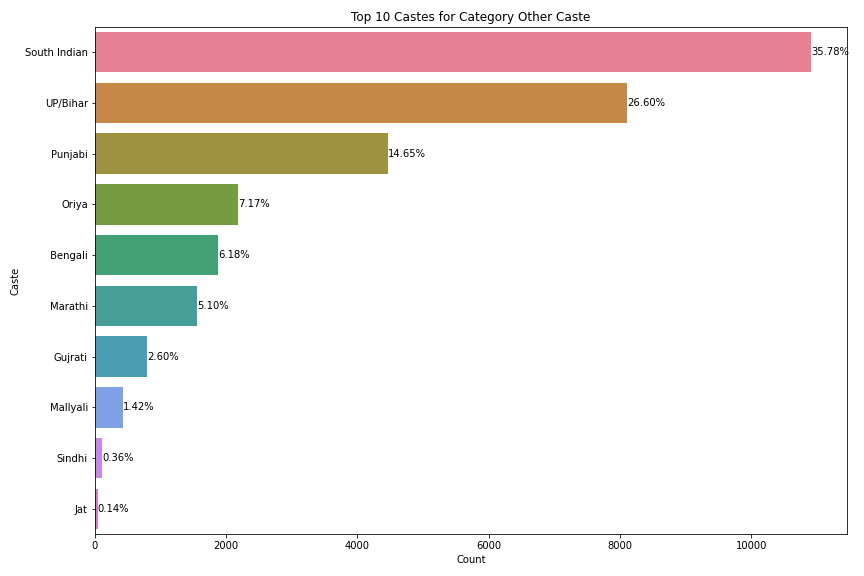 Top 10 Castes for Category Other Caste
South Indian 35.78%
UP/Bihar 26.60%
Punjabi 14.65%
Oriya 7.17%
Bengali 6.18%
Caste
Marathi 5.10%
Gujrati 2.60%
Mallyali 1.42%
Sindhi 0.36%
Jat 0.14%
0 2000 4000 6000 8000 10000
Count